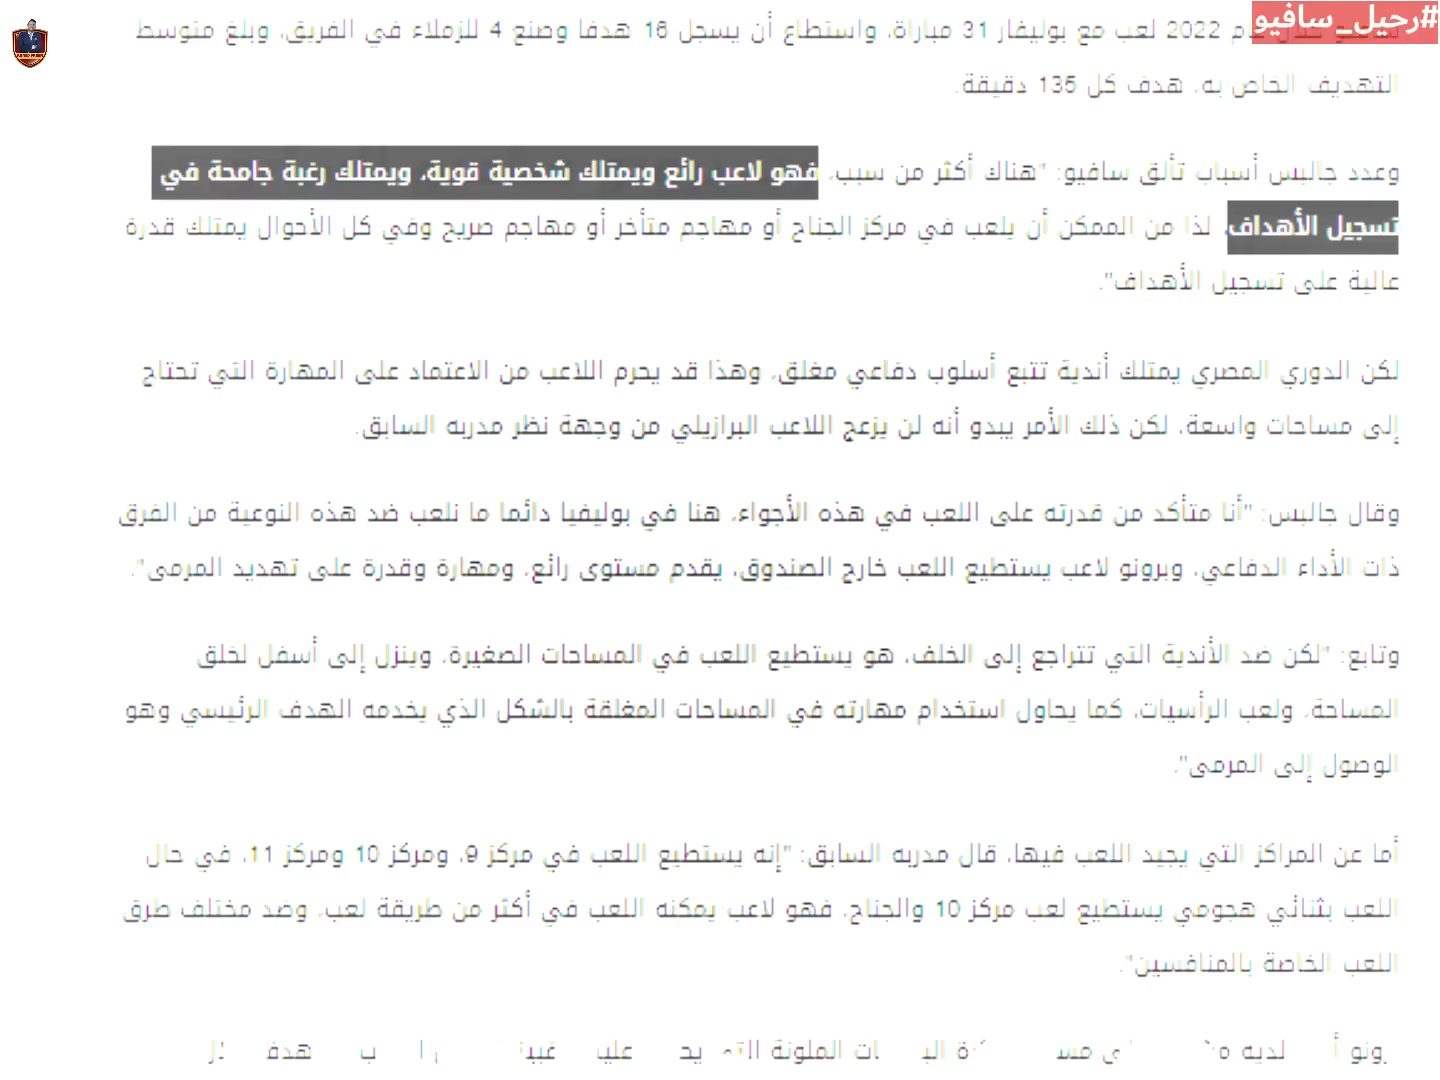 #رحيل_ سافيو
2022 لعب مع بوليفار 31 مباراة، واستطاع أن يسجل 16 هدفا وصنع 4 للزملاء في الفريق، وبلغ متوسط
التهديف الخاص به، هدف كل 135 دقيقة.
وعدد جالبس أسباب تألق سافيو: "هناك أكثر من سبب، فهو لاعب رائع ويمتلك شخصية قوية، ويمتلك رغبة جامحة في
تسجيل الأهداف، لذا من الممكن أن يلعب في مركز الجناح أو مهاجم متأخر أو مهاجم صريح وفي كل الأحوال يمتلك قدرة
عالية على تسجيل الأهداف".
لكن الدوري المصري يمتلك أندية تتبع أسلوب دفاعي مغلق، وهذا قد يحرم اللاعب من الاعتماد على المهارة التي تحتاج
إلى مساحات واسعة، لكن ذلك الأمر يبدو أنه لن يزعج اللاعب البرازيلي من وجهة نظر مدربه السابق.
وقال جالبس: "أنا متأكد من قدرته على اللعب في هذه الأجواء، هنا في بوليفيا دائما ما نلعب ضد هذه النوعية من الفرق
ذات الأداء الدفاعي، وبرونو لاعب يستطيع اللعب خارج الصندوق، يقدم مستوى رائع، ومهارة وقدرة على تهديد المرمى".
وتابع: "لكن ضد الأندية التي تتراجع إلى الخلف، هو يستطيع اللعب في المساحات الصغيرة، وينزل إلى أسفل لخلق
المساحة، ولعب الرأسيات، كما يحاول استخدام مهارته في المساحات المغلقة بالشكل الذي يخدمه الهدف الرئيسي وهو
الوصول إلى المرمى".
أما عن المراكز التي يجيد اللعب فيها، قال مدربه السابق: "إنه يستطيع اللعب في مركز 9، ومركز 10 ومركز 11، في حال
اللعب بثنائي هجومي يستطيع لعب مركز 10 والجناح، فهو لاعب يمكنه اللعب في أكثر من طريقة لعب، وضد مختلف طرق
اللعب الخاصة بالمنافسين".
لديه الملونة